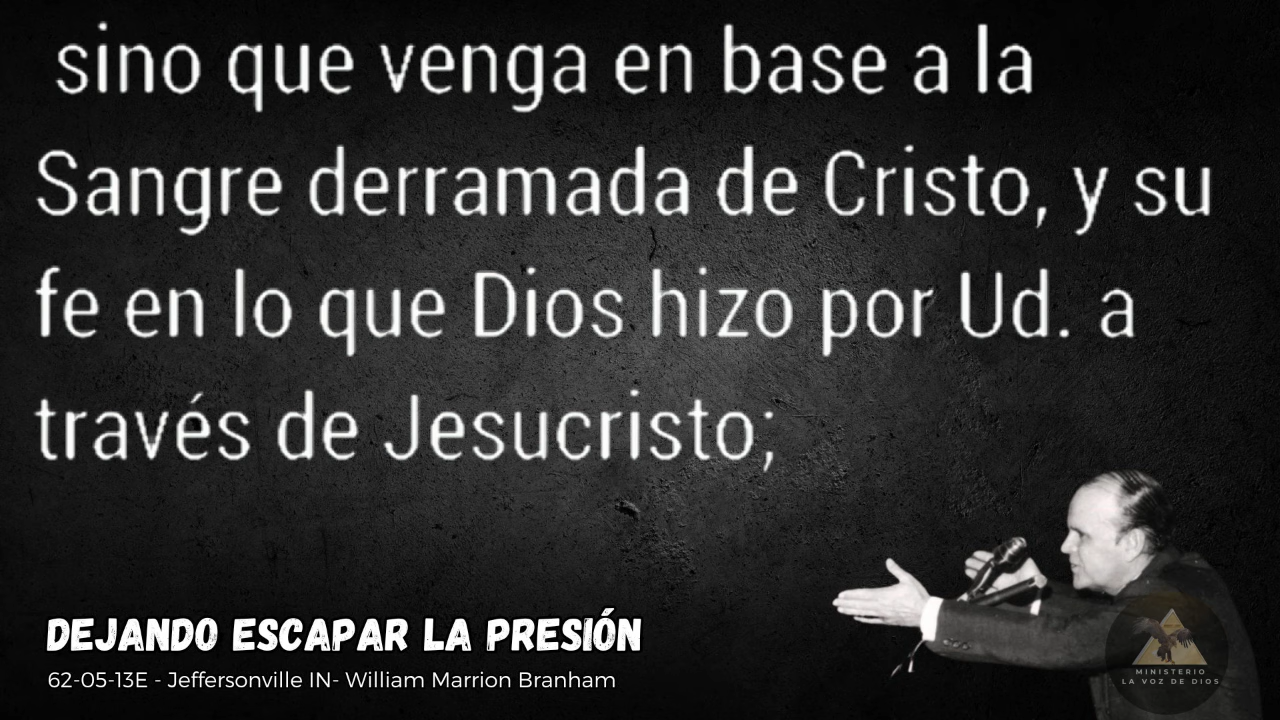 sino que venga en base a la
Sangre derramada de Cristo, y su
fe en lo que Dios hizo por Ud. a
través de Jesucristo;
DEJANDO ESCAPAR LA PRESIÓN
62-05-13E - Jeffersonville IN- William Marrion Branham
MINISTERIO
LA VOZ DE DIOS